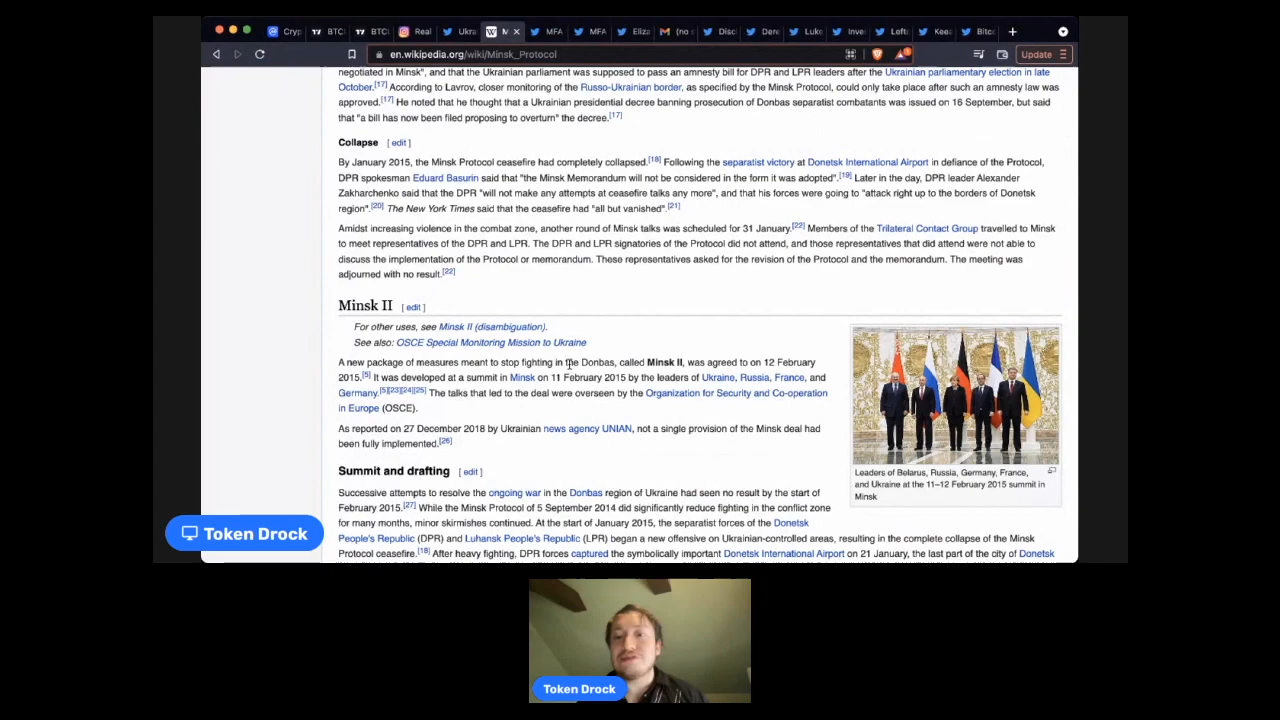 Cryp
BTC
BTC
Real
Ukra
MFA
MFA
Eliza
(no s
Disc
Dere
Luke
Inve
Left
Kee
Bitc
en.wikipedia.org/wiki/Minsk_Protocol
Update
negotiated in Minsk", and that the Ukrainian parliament was supposed to pass an amnesty bill for DPR and LPR leaders after the Ukrainian parliamentary election in late
October.[17] According to Lavrov, closer monitoring of the Russo-Ukrainian border, as specified by the Minsk Protocol, could only take place after such an amnesty law was
approved.[17] He noted that he thought that a Ukrainian presidential decree banning prosecution of Donbas separatist combatants was issued on 16 September, but said
that "a bill has now been filed proposing to overturn" the decree.[17]
Collapse [ edit ]
By January 2015, the Minsk Protocol ceasefire had completely collapsed.[18] Following the separatist victory at Donetsk International Airport in defiance of the Protocol,
DPR spokesman Eduard Basurin said that "the Minsk Memorandum will not be considered in the form it was adopted".[19] Later in the day, DPR leader Alexander
Zakharchenko said that the DPR "will not make any attempts at ceasefire talks any more", and that his forces were going to "attack right up to the borders of Donetsk
region".[20] The New York Times said that the ceasefire had "all but vanished".[21]
Amidst increasing violence in the combat zone, another round of Minsk talks was scheduled for 31 January.[22] Members of the Trilateral Contact Group travelled to Minsk
to meet representatives of the DPR and LPR. The DPR and LPR signatories of the Protocol did not attend, and those representatives that did attend were not able to
discuss the implementation of the Protocol or memorandum. These representatives asked for the revision of the Protocol and the memorandum. The meeting was
adjourned with no result.[22]
Minsk II [ edit ]
For other uses, see Minsk II (disambiguation).
See also: OSCE Special Monitoring Mission to Ukraine
A new package of measures meant to stop fighting in the Donbas, called Minsk II, was agreed to on 12 February
2015.[5] It was developed at a summit in Minsk on 11 February 2015 by the leaders of Ukraine, Russia, France, and
Germany.[5][23][24][25] The talks that led to the deal were overseen by the Organization for Security and Co-operation
in Europe (OSCE).
As reported on 27 December 2018 by Ukrainian news agency UNIAN, not a single provision of the Minsk deal had
been fully implemented.[26]
Leaders of Belarus, Russia, Germany, France,
and Ukraine at the 11–12 February 2015 summit in
Minsk
Summit and drafting [ edit ]
Successive attempts to resolve the ongoing war in the Donbas region of Ukraine had seen no result by the start of
February 2015.[27] While the Minsk Protocol of 5 September 2014 did significantly reduce fighting in the conflict zone
for many months, minor skirmishes continued. At the start of January 2015, the separatist forces of the Donetsk
People's Republic (DPR) and Luhansk People's Republic (LPR) began a new offensive on Ukrainian-controlled areas, resulting in the complete collapse of the Minsk
Protocol ceasefire.[18] After heavy fighting, DPR forces captured the symbolically important Donetsk International Airport on 21 January, the last part of the city of Donetsk
Token Drock
Token Drock